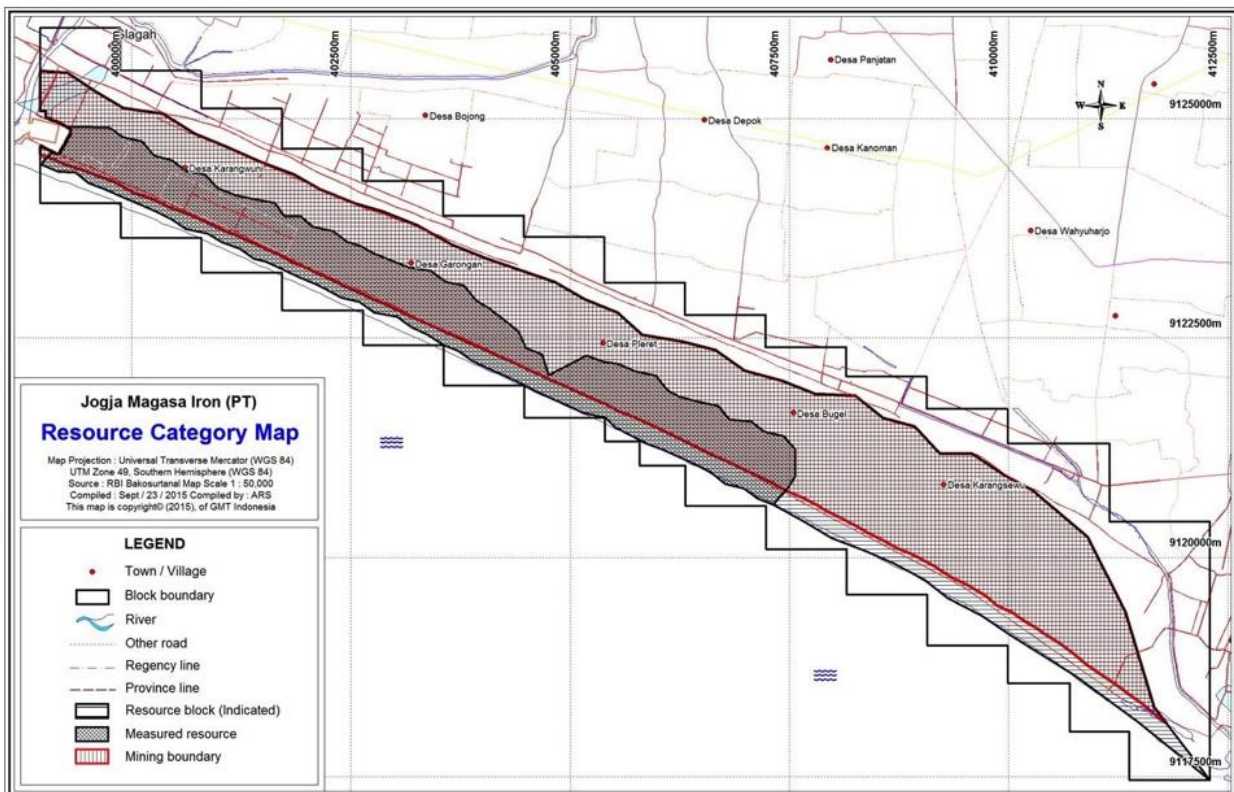 Slagah
400000m
402500m
405000m
407500m
410000m
412500m
Desa Panjatan
9125000m
N
W E
S
Desa Bojong
Desa Depok
Desa Kanoman
Desa Karangwuni
Desa Wahyuharjo
Desa Garongan
9122500m
Desa Pleret
Desa Bugel
Desa Karangsewu
9120000m
9117500m
Jogja Magasa Iron (PT)
Resource Category Map
Map Projection : Universal Transverse Mercator (WGS 84)
UTM Zone 49, Southern Hemisphere (WGS 84)
Source : RBI Bakosurtanal Map Scale 1 : 50,000
Compiled : Sept / 23 / 2015 Compiled by : ARS
This map is copyright© (2015), of GMT Indonesia
LEGEND
Town / Village
Block boundary
River
Other road
Regency line
Province line
Resource block (Indicated)
Measured resource
Mining boundary